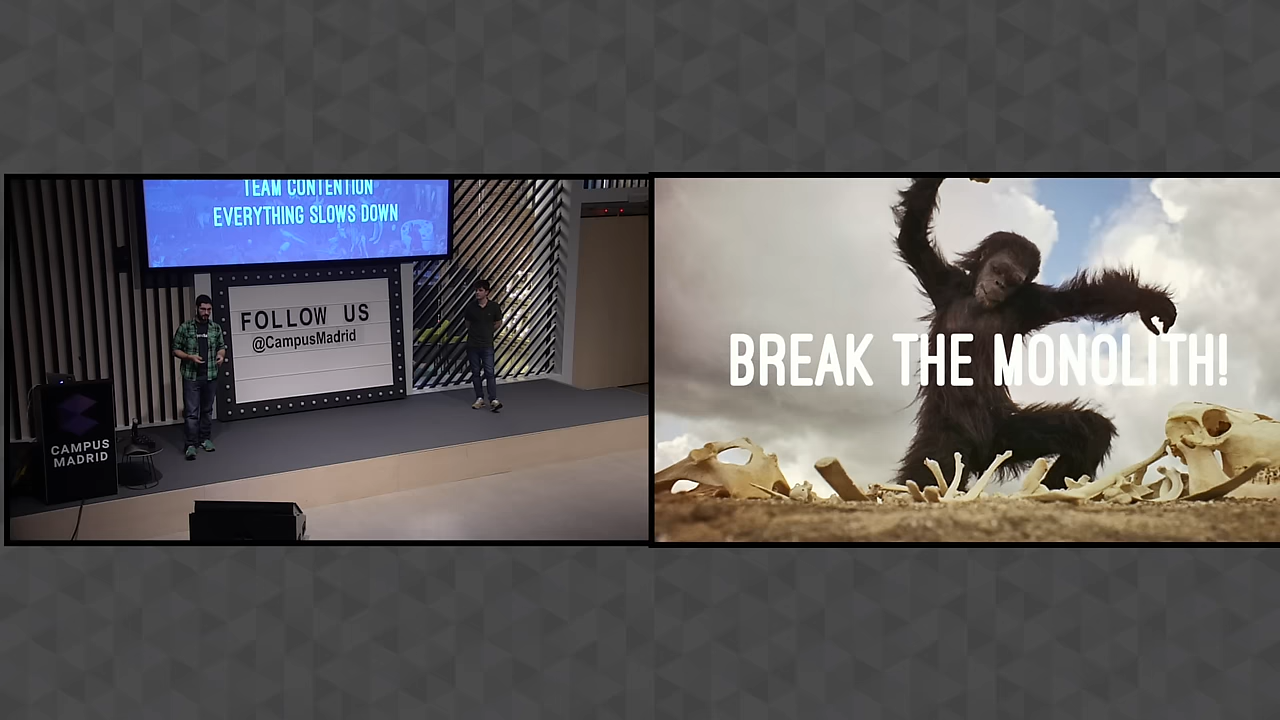 TEAM CONTENTION
EVERYTHING SLOWS DOWN
FOLLOW US
@CampusMadrid
CAMPUS
MADRID
BREAK THE MONOLITH!